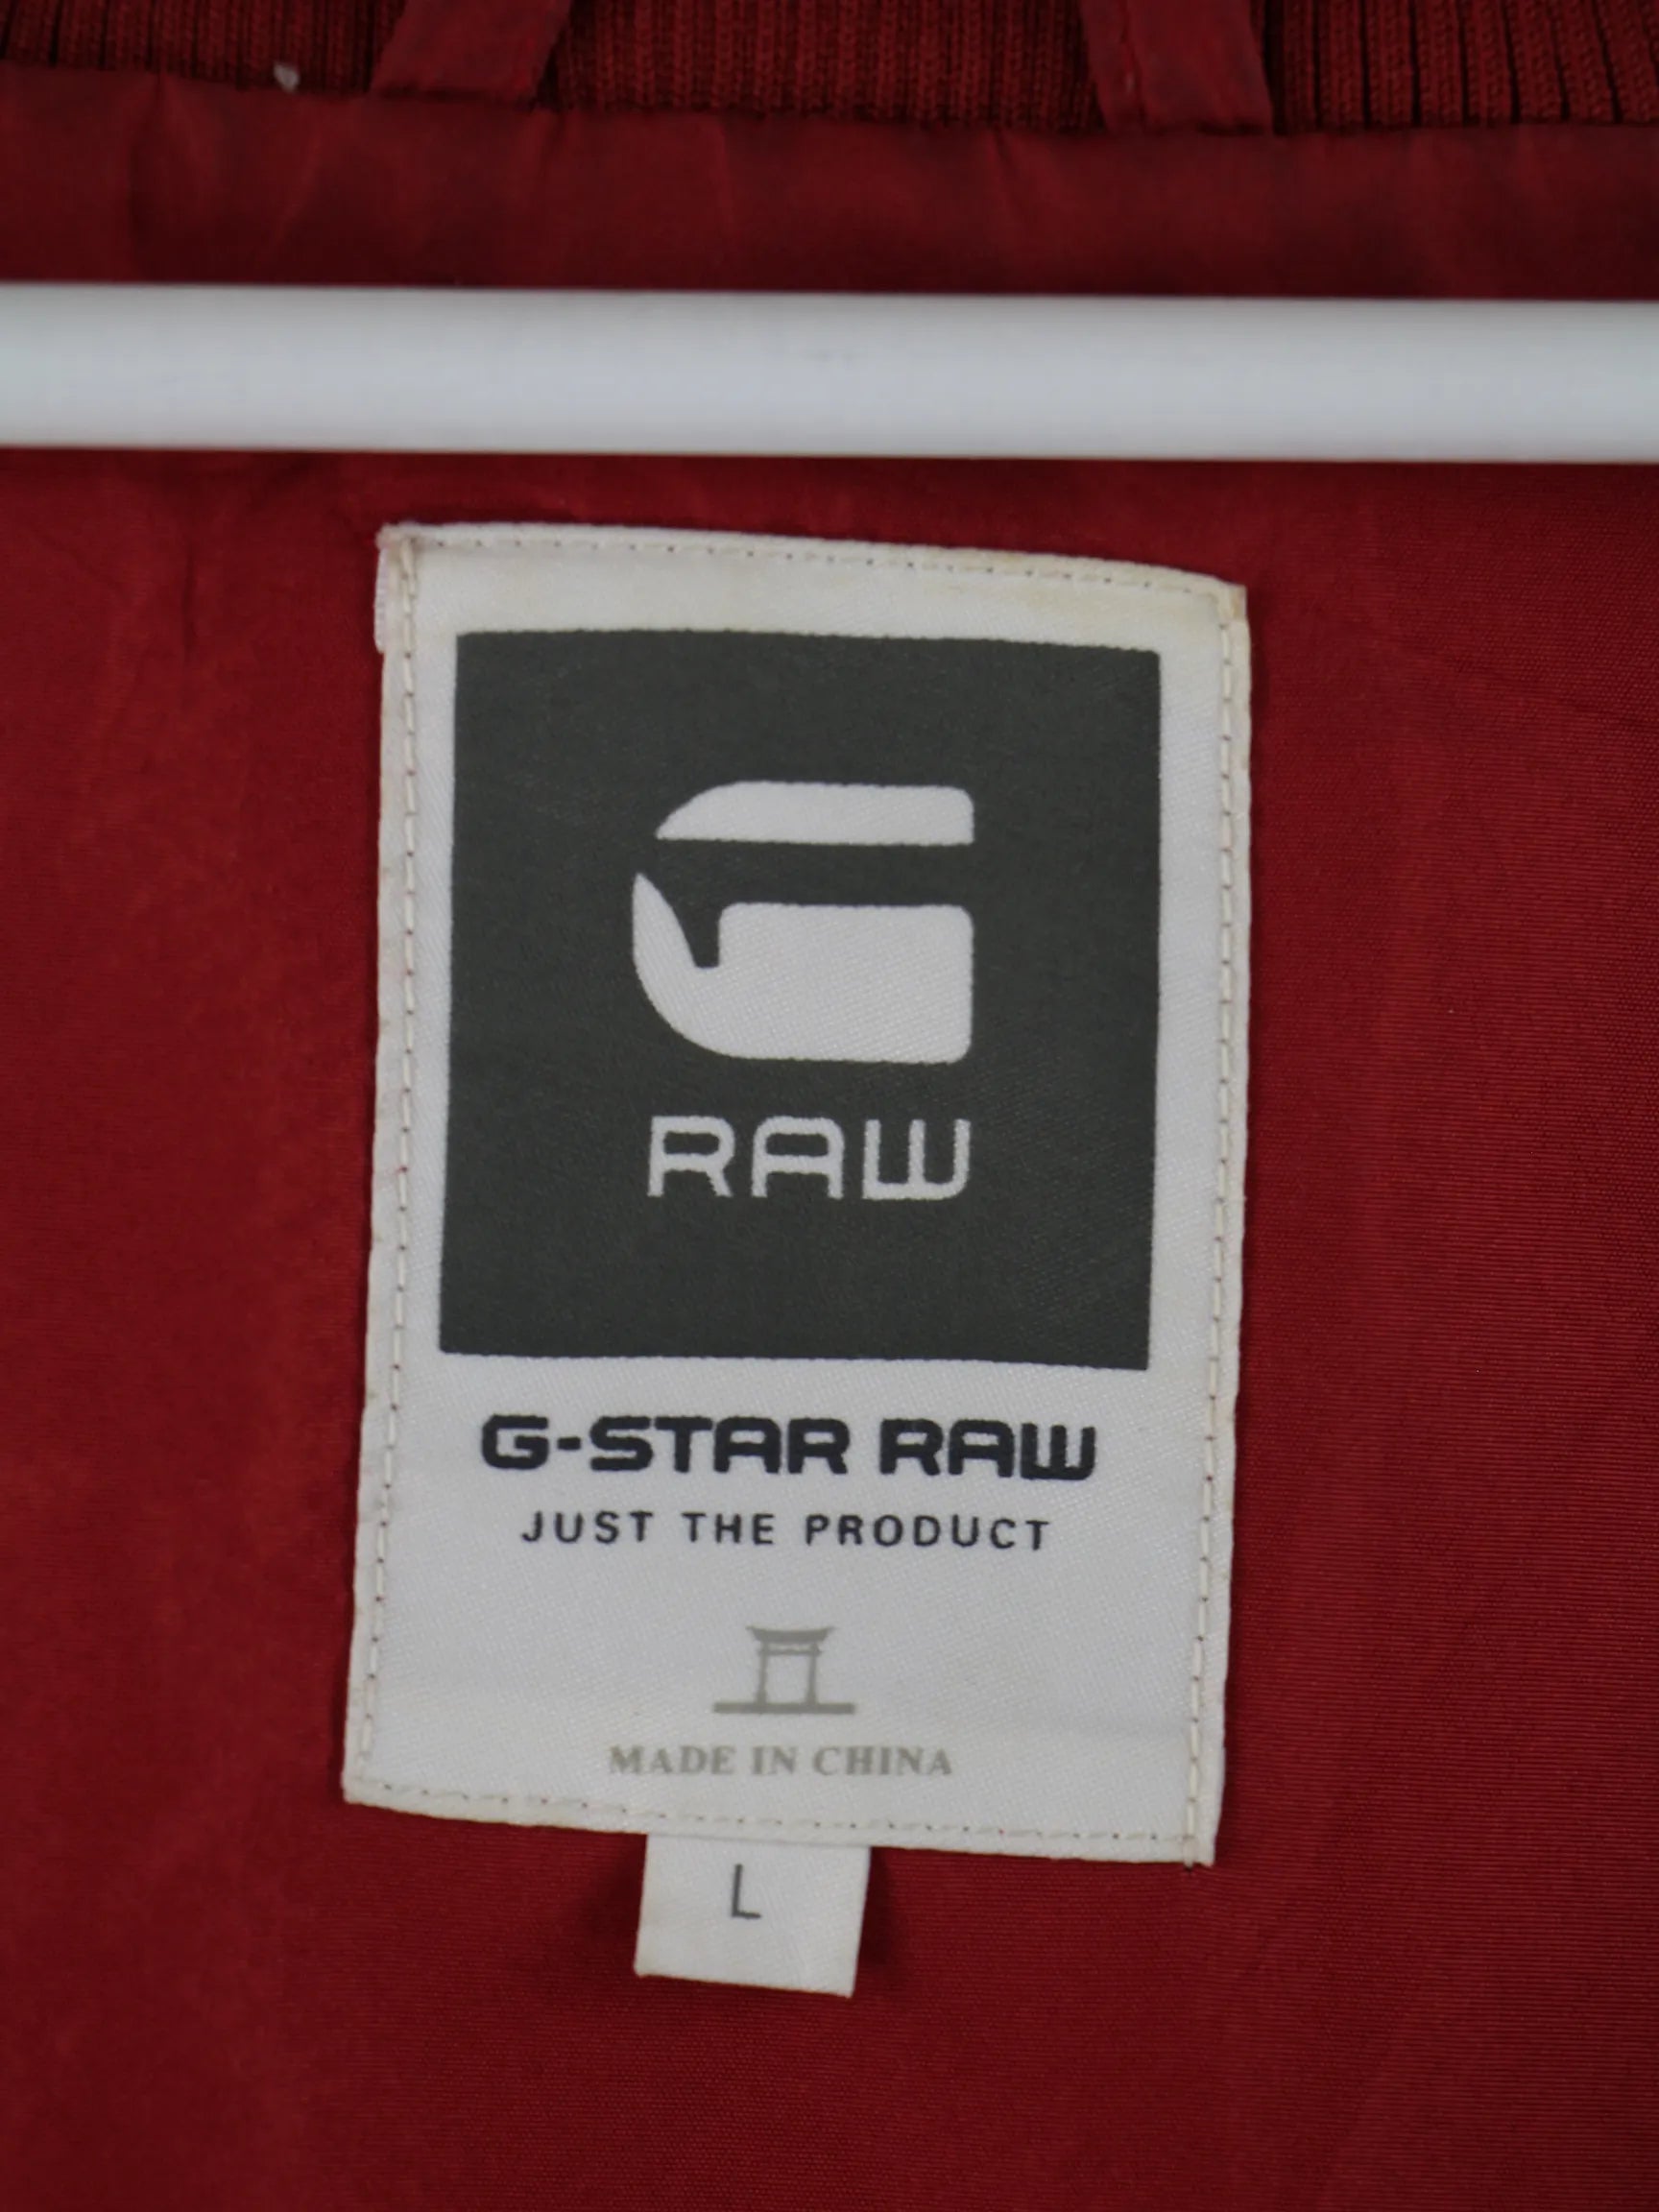 G
RAW
G-STAR RAW
JUST THE PRODUCT
MADE IN CHINA
L